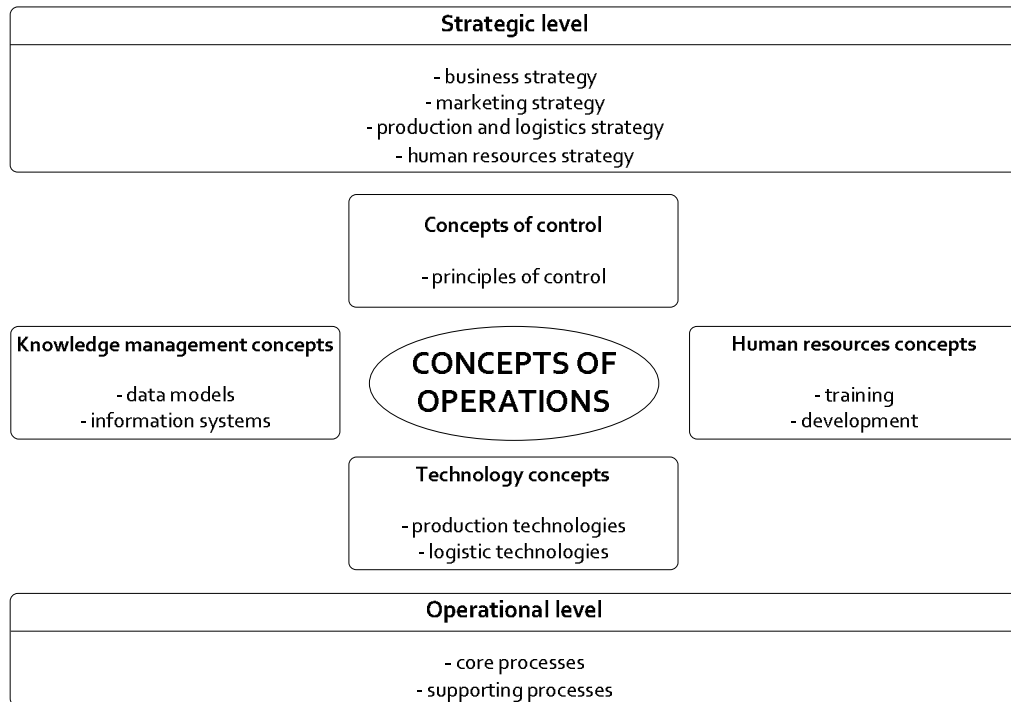 Strategic level
- business strategy
- marketing strategy
- production and logistics strategy
- human resources strategy
Concepts of control
- principles of control
Knowledge management concepts
- data models
- information systems
CONCEPTS OF
OPERATIONS
Human resources concepts
- training
- development
Technology concepts
- production technologies
- logistic technologies
Operational level
- core processes
- supporting processes